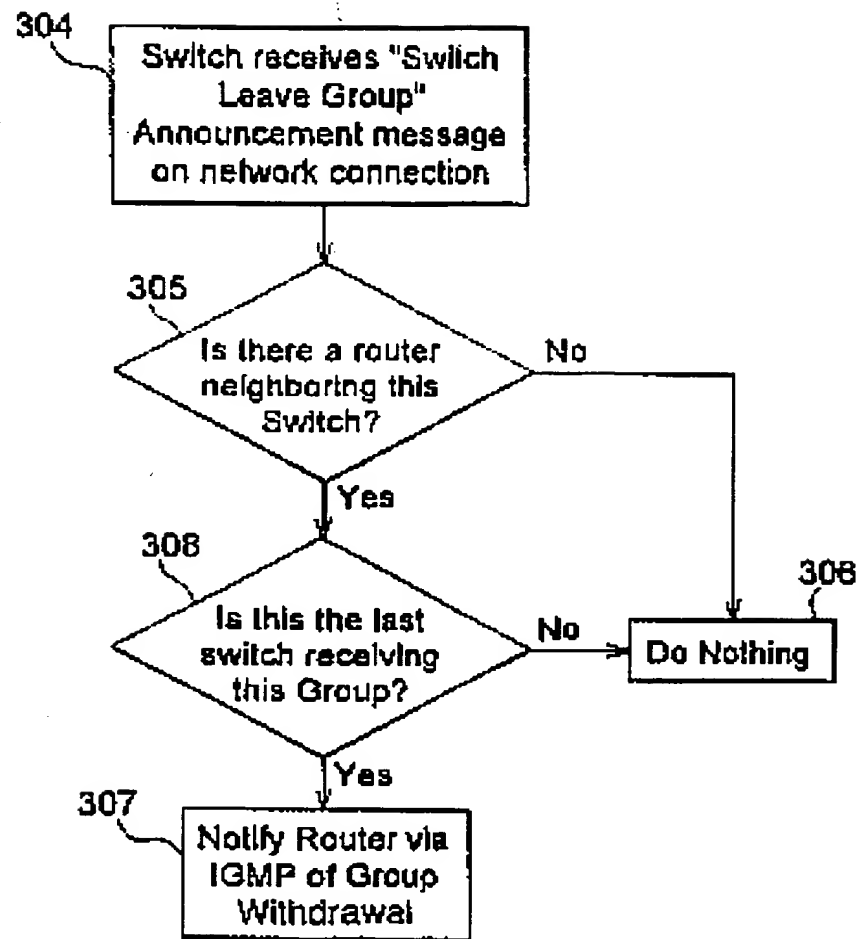 304
Switch receives "Switch
Leave Group"
Announcement message
on network connection
305
Is there a router
neighboring this
Switch?
No
Yes
308
Is this the last
switch receiving
this Group?
No
306
Do Nothing
Yes
307
Notify Router via
IGMP of Group
Withdrawal